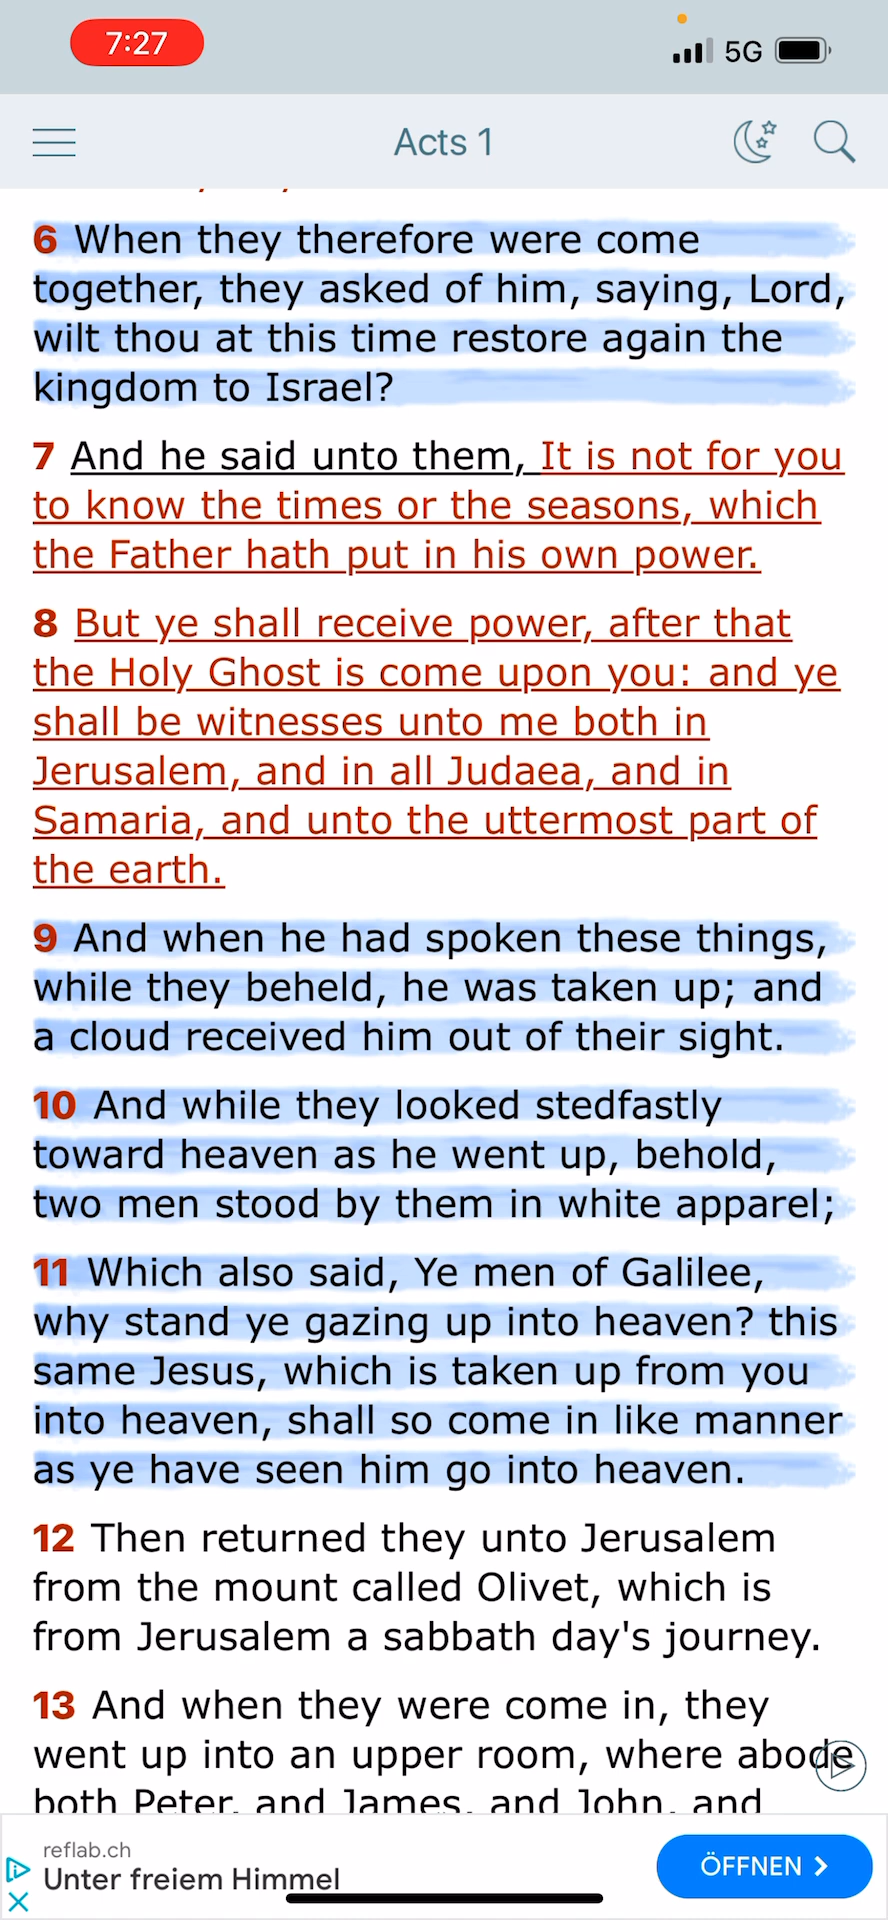 7:27
5G
Acts 1
6 When they therefore were come
together, they asked of him, saying, Lord,
wilt thou at this time restore again the
kingdom to Israel?
7 And he said unto them, It is not for you
to know the times or the seasons, which
the Father hath put in his own power.
8 But ye shall receive power, after that
the Holy Ghost is come upon you: and ye
shall be witnesses unto me both in
Jerusalem, and in all Judaea, and in
Samaria, and unto the uttermost part of
the earth.
9 And when he had spoken these things,
while they beheld, he was taken up; and
a cloud received him out of their sight.
10 And while they looked stedfastly
toward heaven as he went up, behold,
two men stood by them in white apparel;
11 Which also said, Ye men of Galilee,
why stand ye gazing up into heaven? this
same Jesus, which is taken up from you
into heaven, shall so come in like manner
as ye have seen him go into heaven.
12 Then returned they unto Jerusalem
from the mount called Olivet, which is
from Jerusalem a sabbath day's journey.
13 And when they were come in, they
went up into an upper room, where abode
both Peter, and James, and John, and
reflab.ch
Unter freiem Himmel
ÖFFNEN